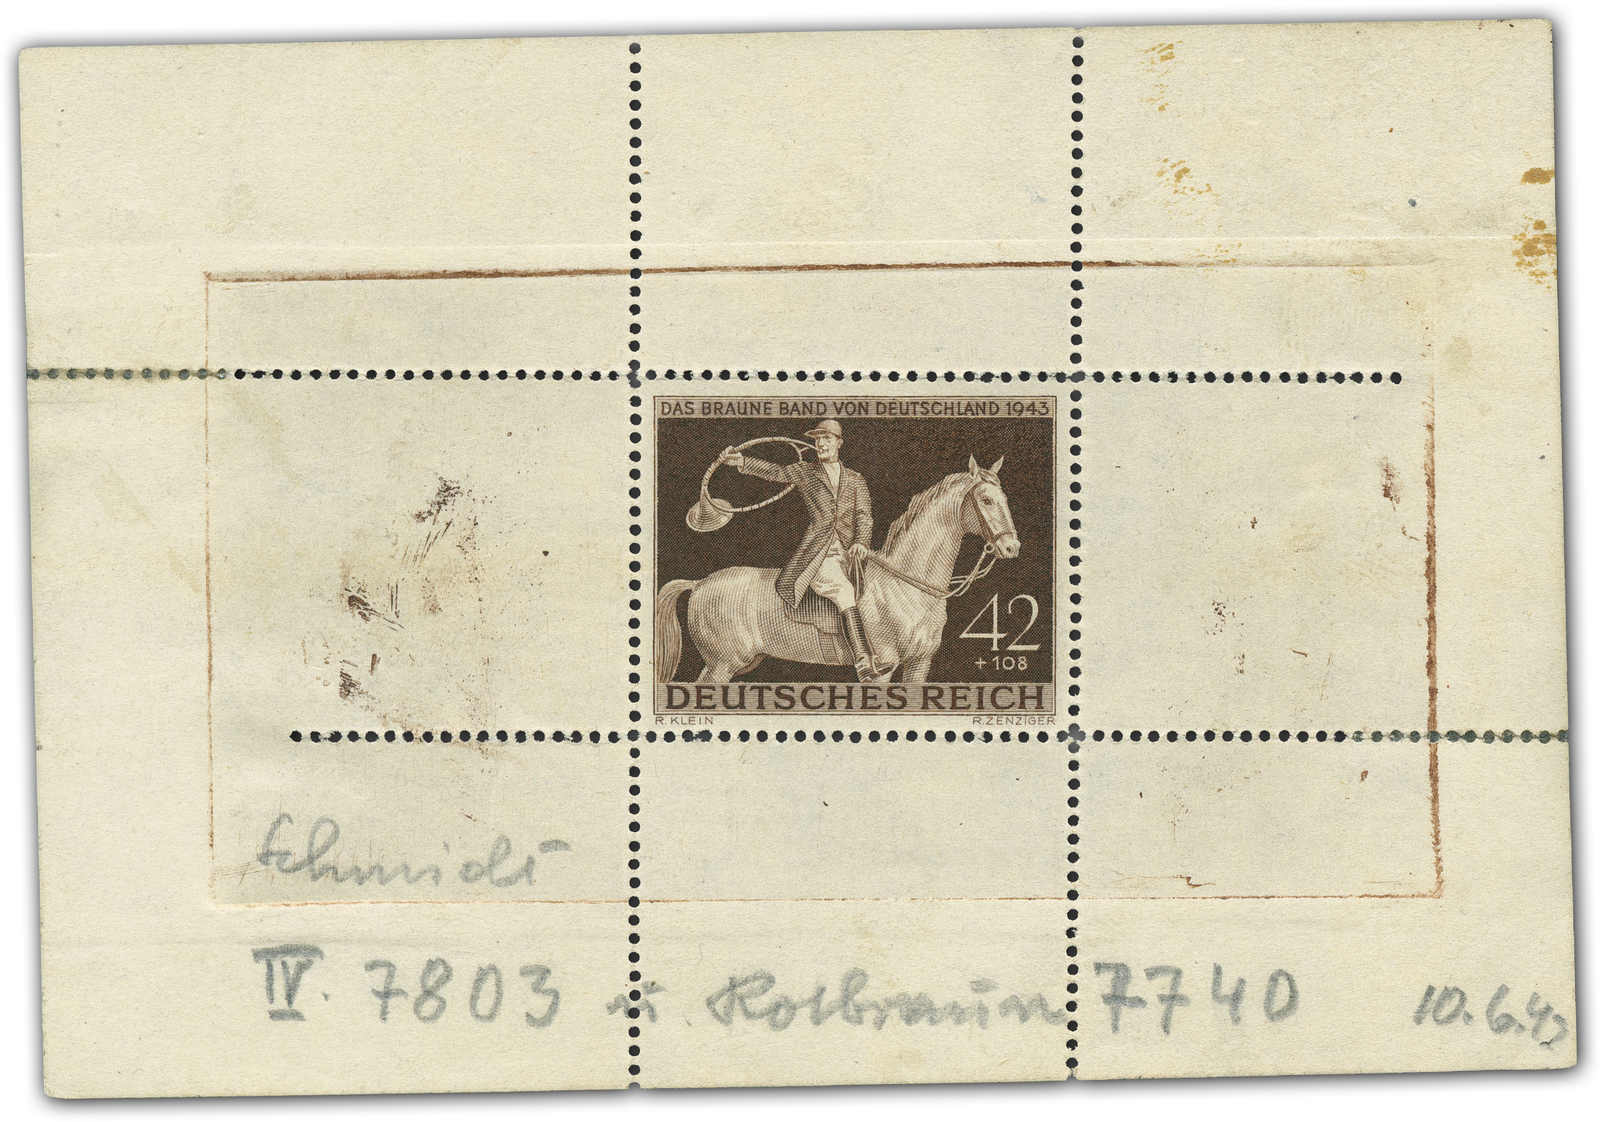 DAS BRAUNE BAND VON DEUTSCHLAND 1943
42
+108
DEUTSCHES REICH
R. KLEIN R. ZENZIGER
Schmidt
IV. 7803 u. Rotbraun 7740 10.6.43